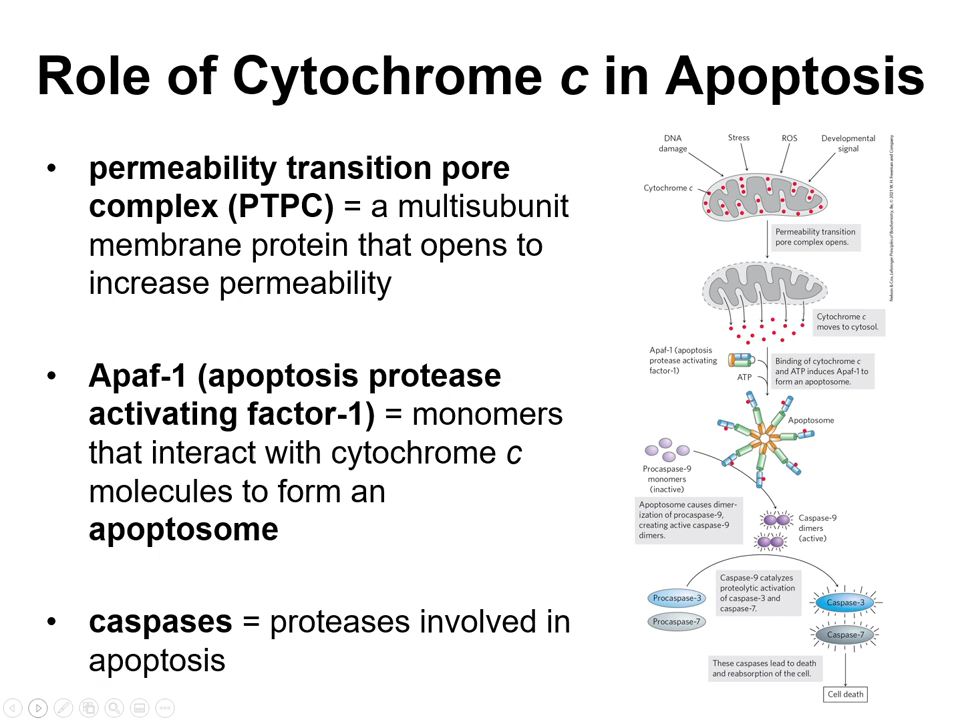 Role of Cytochrome c in Apoptosis
• permeability transition pore
complex (PTPC) = a multisubunit
membrane protein that opens to
increase permeability
• Apaf-1 (apoptosis protease
activating factor-1) = monomers
that interact with cytochrome c
molecules to form an
apoptosome
• caspases = proteases involved in
apoptosis
DNA
damage
Stress
ROS
Developmental
signal
Cytochrome c
Permeability transition
pore complex opens.
Cytochrome c
moves to cytosol.
Apaf-1 (apoptosis
protease activating
factor-1)
ATP
Binding of cytochrome c
and ATP induces Apaf-1 to
form an apoptosome.
Apoptosome
Procaspase-9
monomers
(inactive)
Apoptosome causes dimer-
ization of procaspase-9,
creating active caspase-9
dimers.
Caspase-9
dimers
(active)
Caspase-9 catalyzes
proteolytic activation
of caspase-3 and
caspase-7.
Procaspase-3
Procaspase-7
Caspase-3
Caspase-7
These caspases lead to death
and reabsorption of the cell.
Cell death